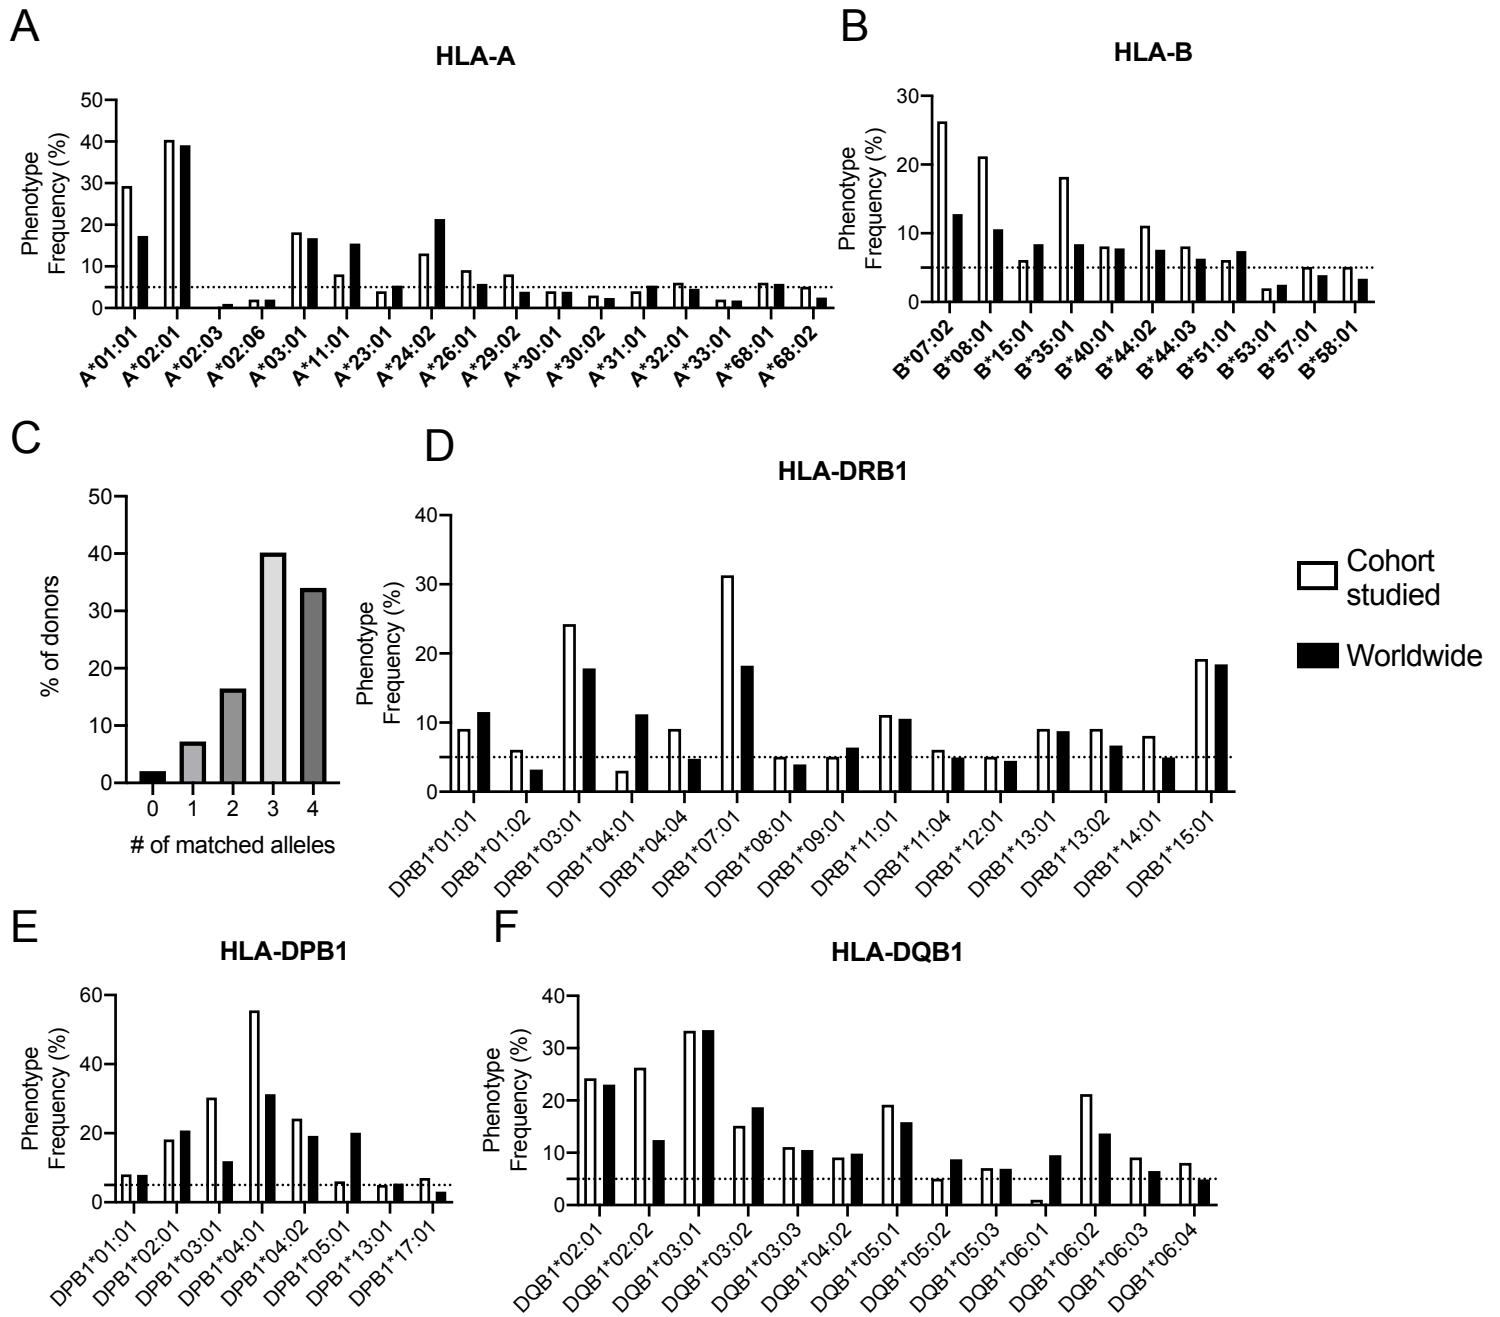 A
HLA-A
Phenotype
Frequency (%)
50
40
30
20
10
0
A*01:01
A*02:01
A*02:03
A*02:06
A*03:01
A*11:01
A*23:01
A*24:02
A*26:01
A*29:02
A*30:01
A*30:02
A*31:01
A*32:01
A*33:01
A*68:01
A*68:02
B
HLA-B
Phenotype
Frequency (%)
30
20
10
0
B*07:02
B*08:01
B*15:01
B*35:01
B*40:01
B*44:02
B*44:03
B*51:01
B*53:01
B*57:01
B*58:01
C
% of donors
50
40
30
20
10
0
0 1 2 3 4
# of matched alleles
D
HLA-DRB1
Phenotype
Frequency (%)
40
30
20
10
0
DRB1*01:01
DRB1*01:02
DRB1*03:01
DRB1*04:01
DRB1*04:04
DRB1*07:01
DRB1*08:01
DRB1*09:01
DRB1*11:01
DRB1*11:04
DRB1*12:01
DRB1*13:01
DRB1*13:02
DRB1*14:01
DRB1*15:01
Cohort
studied
Worldwide
E
HLA-DPB1
Phenotype
Frequency (%)
60
40
20
0
DPB1*01:01
DPB1*02:01
DPB1*03:01
DPB1*04:01
DPB1*04:02
DPB1*05:01
DPB1*13:01
DPB1*17:01
F
HLA-DQB1
Phenotype
Frequency (%)
40
30
20
10
0
DQB1*02:01
DQB1*02:02
DQB1*03:01
DQB1*03:02
DQB1*03:03
DQB1*04:02
DQB1*05:01
DQB1*05:02
DQB1*05:03
DQB1*06:01
DQB1*06:02
DQB1*06:03
DQB1*06:04